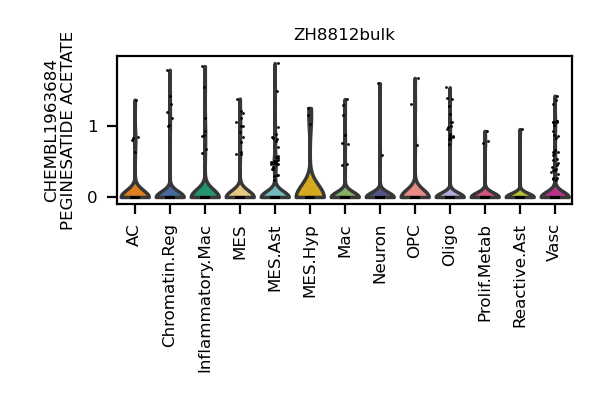 ZH8812bulk
CHEMBL1963684
PEGINESATIDE ACETATE
1
0
AC
Chromatin.Reg
Inflammatory.Mac
MES
MES.Ast
MES.Hyp
Mac
Neuron
OPC
Oligo
Prolif.Metab
Reactive.Ast
Vasc